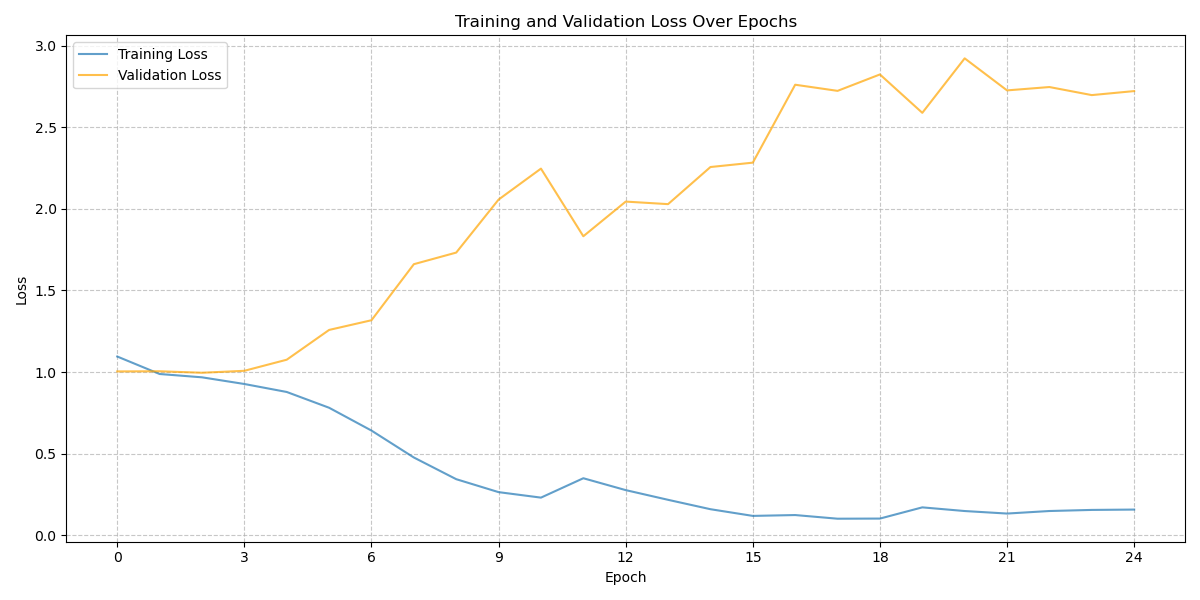 Training and Validation Loss Over Epochs
Training Loss
Validation Loss
3.0
2.5
2.0
1.5
1.0
0.5
0.0
Loss
0 3 6 9 12 15 18 21 24
Epoch